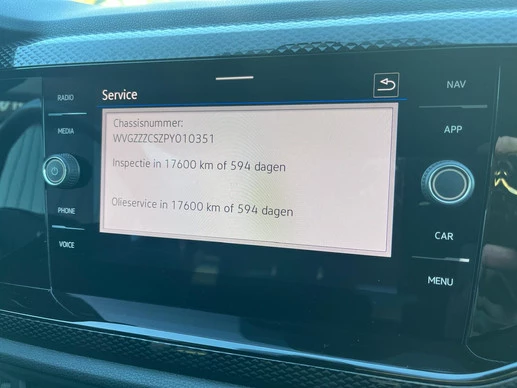 Service
RADIO
MEDIA
PHONE
VOICE
Chassisnummer:
WVGZZZCSZPY010351
Inspectie in 17600 km of 594 dagen
Olieservice in 17600 km of 594 dagen
NAV
APP
CAR
MENU